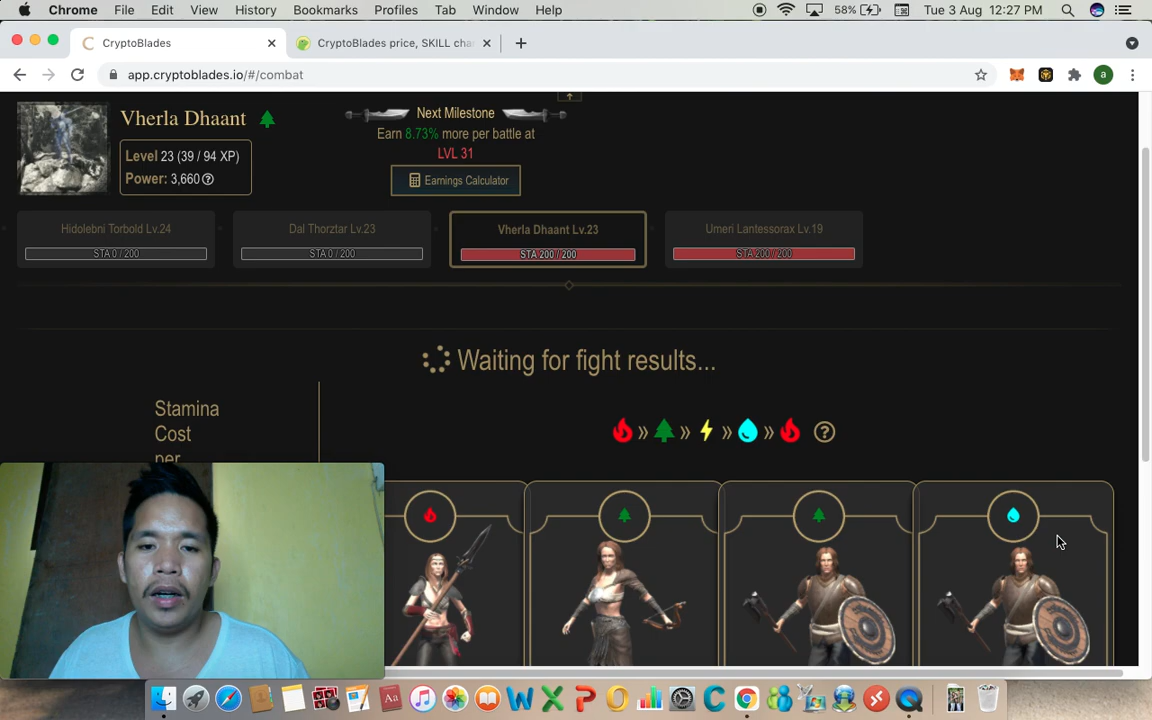 Chrome File Edit View History Bookmarks Profiles Tab Window Help 58% Tue 3 Aug 12:27 PM
CryptoBlades CryptoBlades price, SKILL cha
app.cryptoblades.io/#/combat a
Vherla Dhaant
Level 23 (39 / 94 XP)
Power: 3,660
Next Milestone
Earn 8.73% more per battle at
LVL 31
Earnings Calculator
Hidolebni Torbold Lv.24 Dal Thorztar Lv.23 Vherla Dhaant Lv.23 Umeri Lantessorax Lv.19
STA 0 / 200 STA 0 / 200 STA 200 / 200 STA 200 / 200
Waiting for fight results...
Stamina
Cost
per